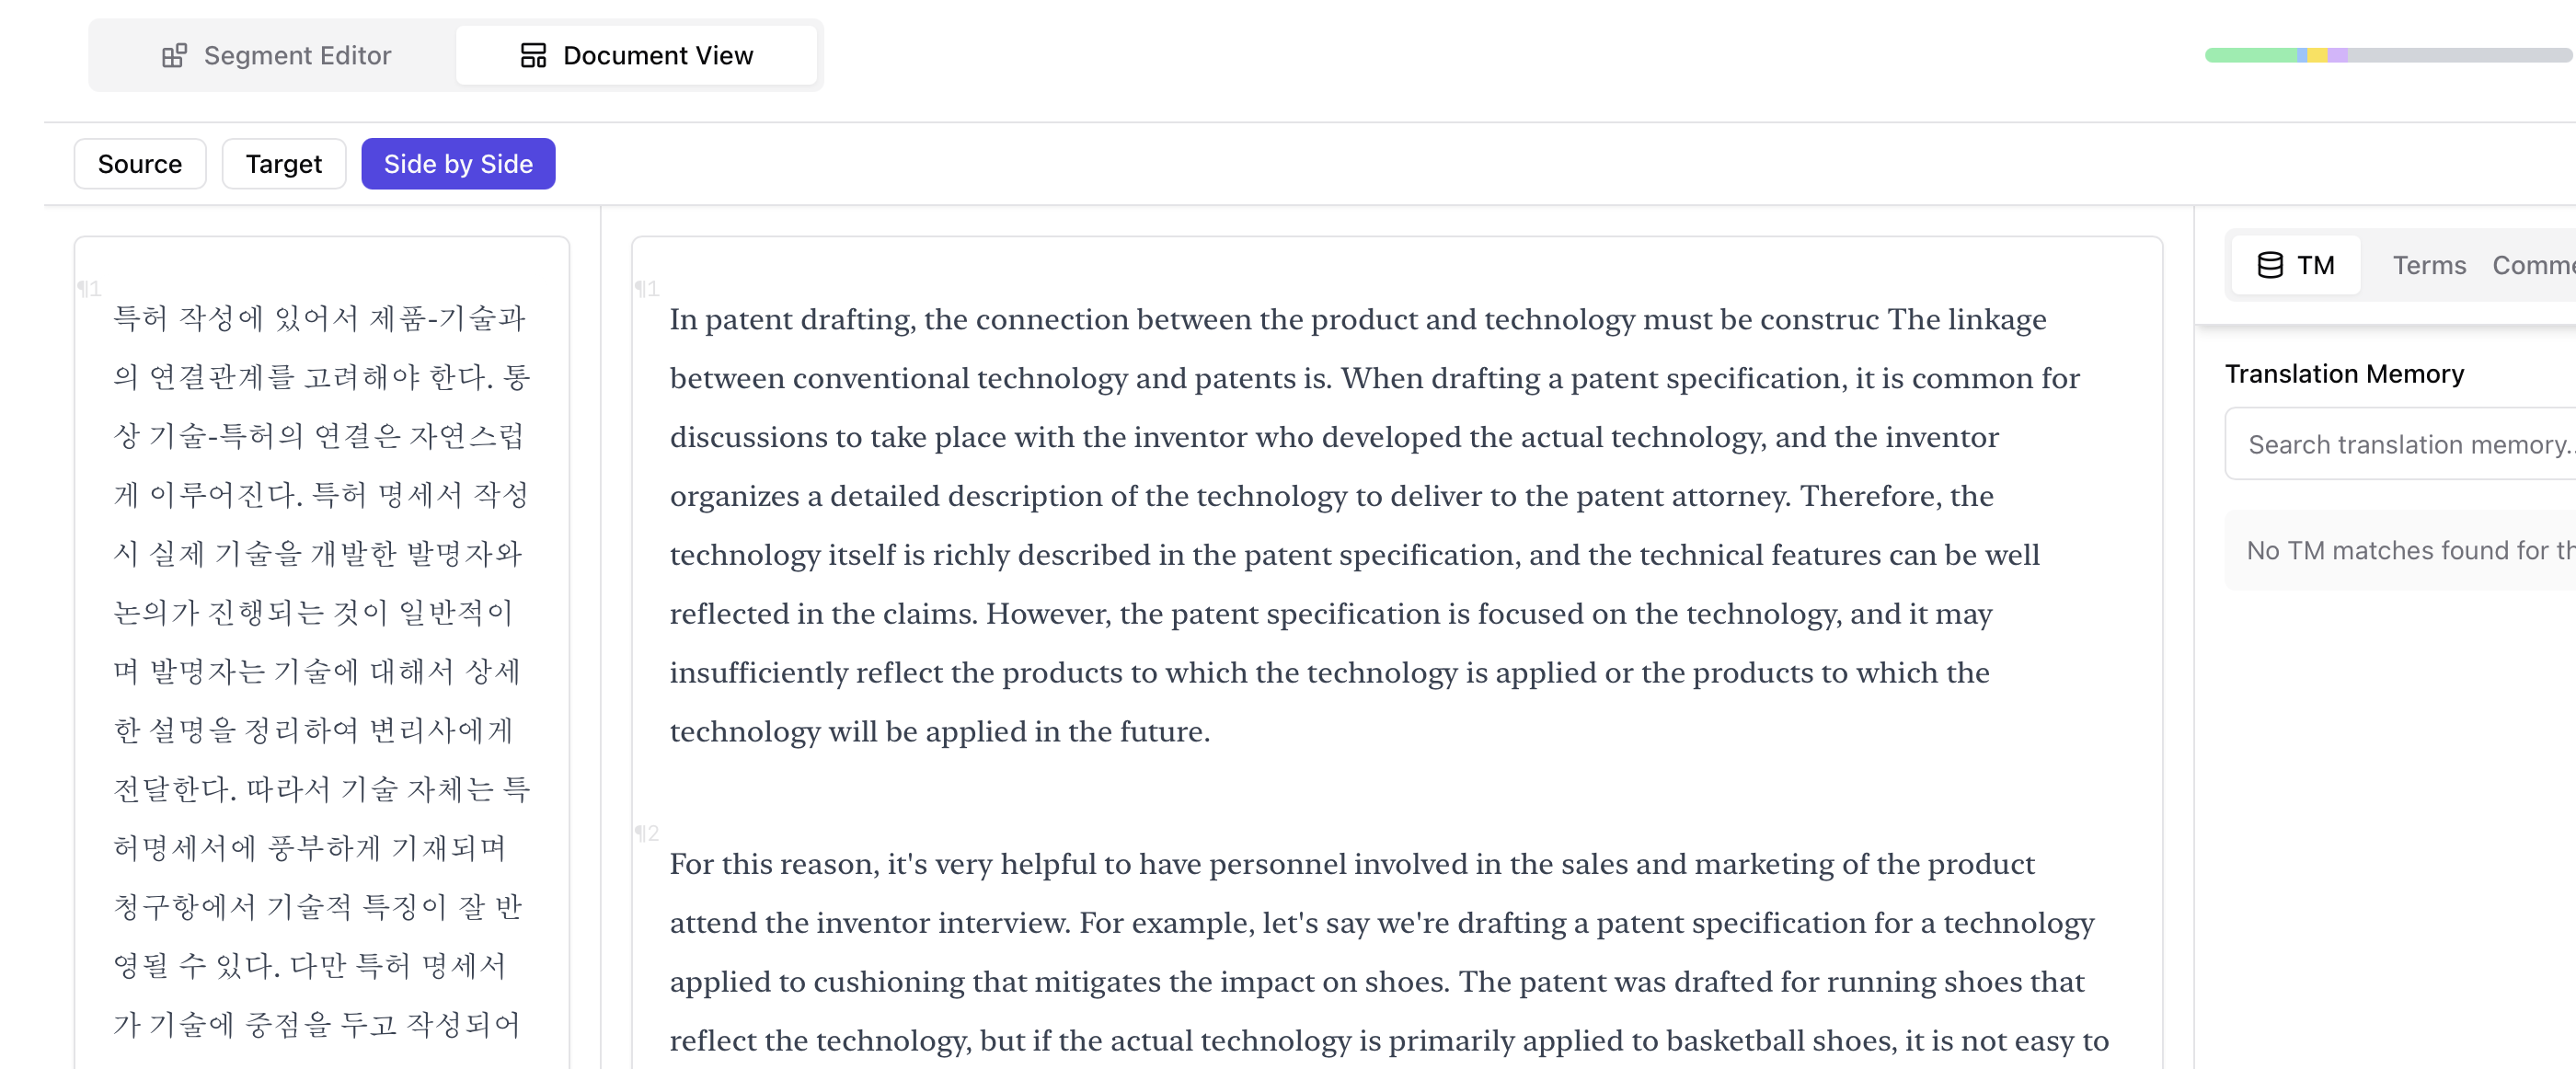 Segment Editor
Document View
Source
Target
Side by Side
¶1
특허 작성에 있어서 제품-기술과
의 연결관계를 고려해야 한다. 통
상 기술-특허의 연결은 자연스럽
게 이루어진다. 특허 명세서 작성
시 실제 기술을 개발한 발명자와
논의가 진행되는 것이 일반적이
며 발명자는 기술에 대해서 상세
한 설명을 정리하여 변리사에게
전달한다. 따라서 기술 자체는 특
허명세서에 풍부하게 기재되며
청구항에서 기술적 특징이 잘 반
영될 수 있다. 다만 특허 명세서
가 기술에 중점을 두고 작성되어
¶1
In patent drafting, the connection between the product and technology must be construc The linkage
between conventional technology and patents is. When drafting a patent specification, it is common for
discussions to take place with the inventor who developed the actual technology, and the inventor
organizes a detailed description of the technology to deliver to the patent attorney. Therefore, the
technology itself is richly described in the patent specification, and the technical features can be well
reflected in the claims. However, the patent specification is focused on the technology, and it may
insufficiently reflect the products to which the technology is applied or the products to which the
technology will be applied in the future.
¶2
For this reason, it's very helpful to have personnel involved in the sales and marketing of the product
attend the inventor interview. For example, let's say we're drafting a patent specification for a technology
applied to cushioning that mitigates the impact on shoes. The patent was drafted for running shoes that
reflect the technology, but if the actual technology is primarily applied to basketball shoes, it is not easy to
TM
Terms
Comme
Translation Memory
Search translation memory..
No TM matches found for th